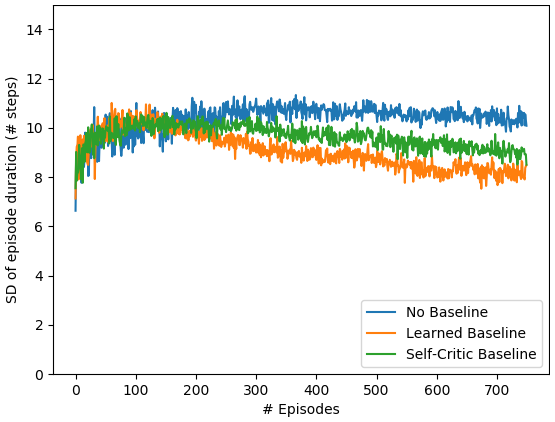 SD of episode duration (# steps)
14
12
10
8
6
4
2
0
0 100 200 300 400 500 600 700
# Episodes
No Baseline
Learned Baseline
Self-Critic Baseline